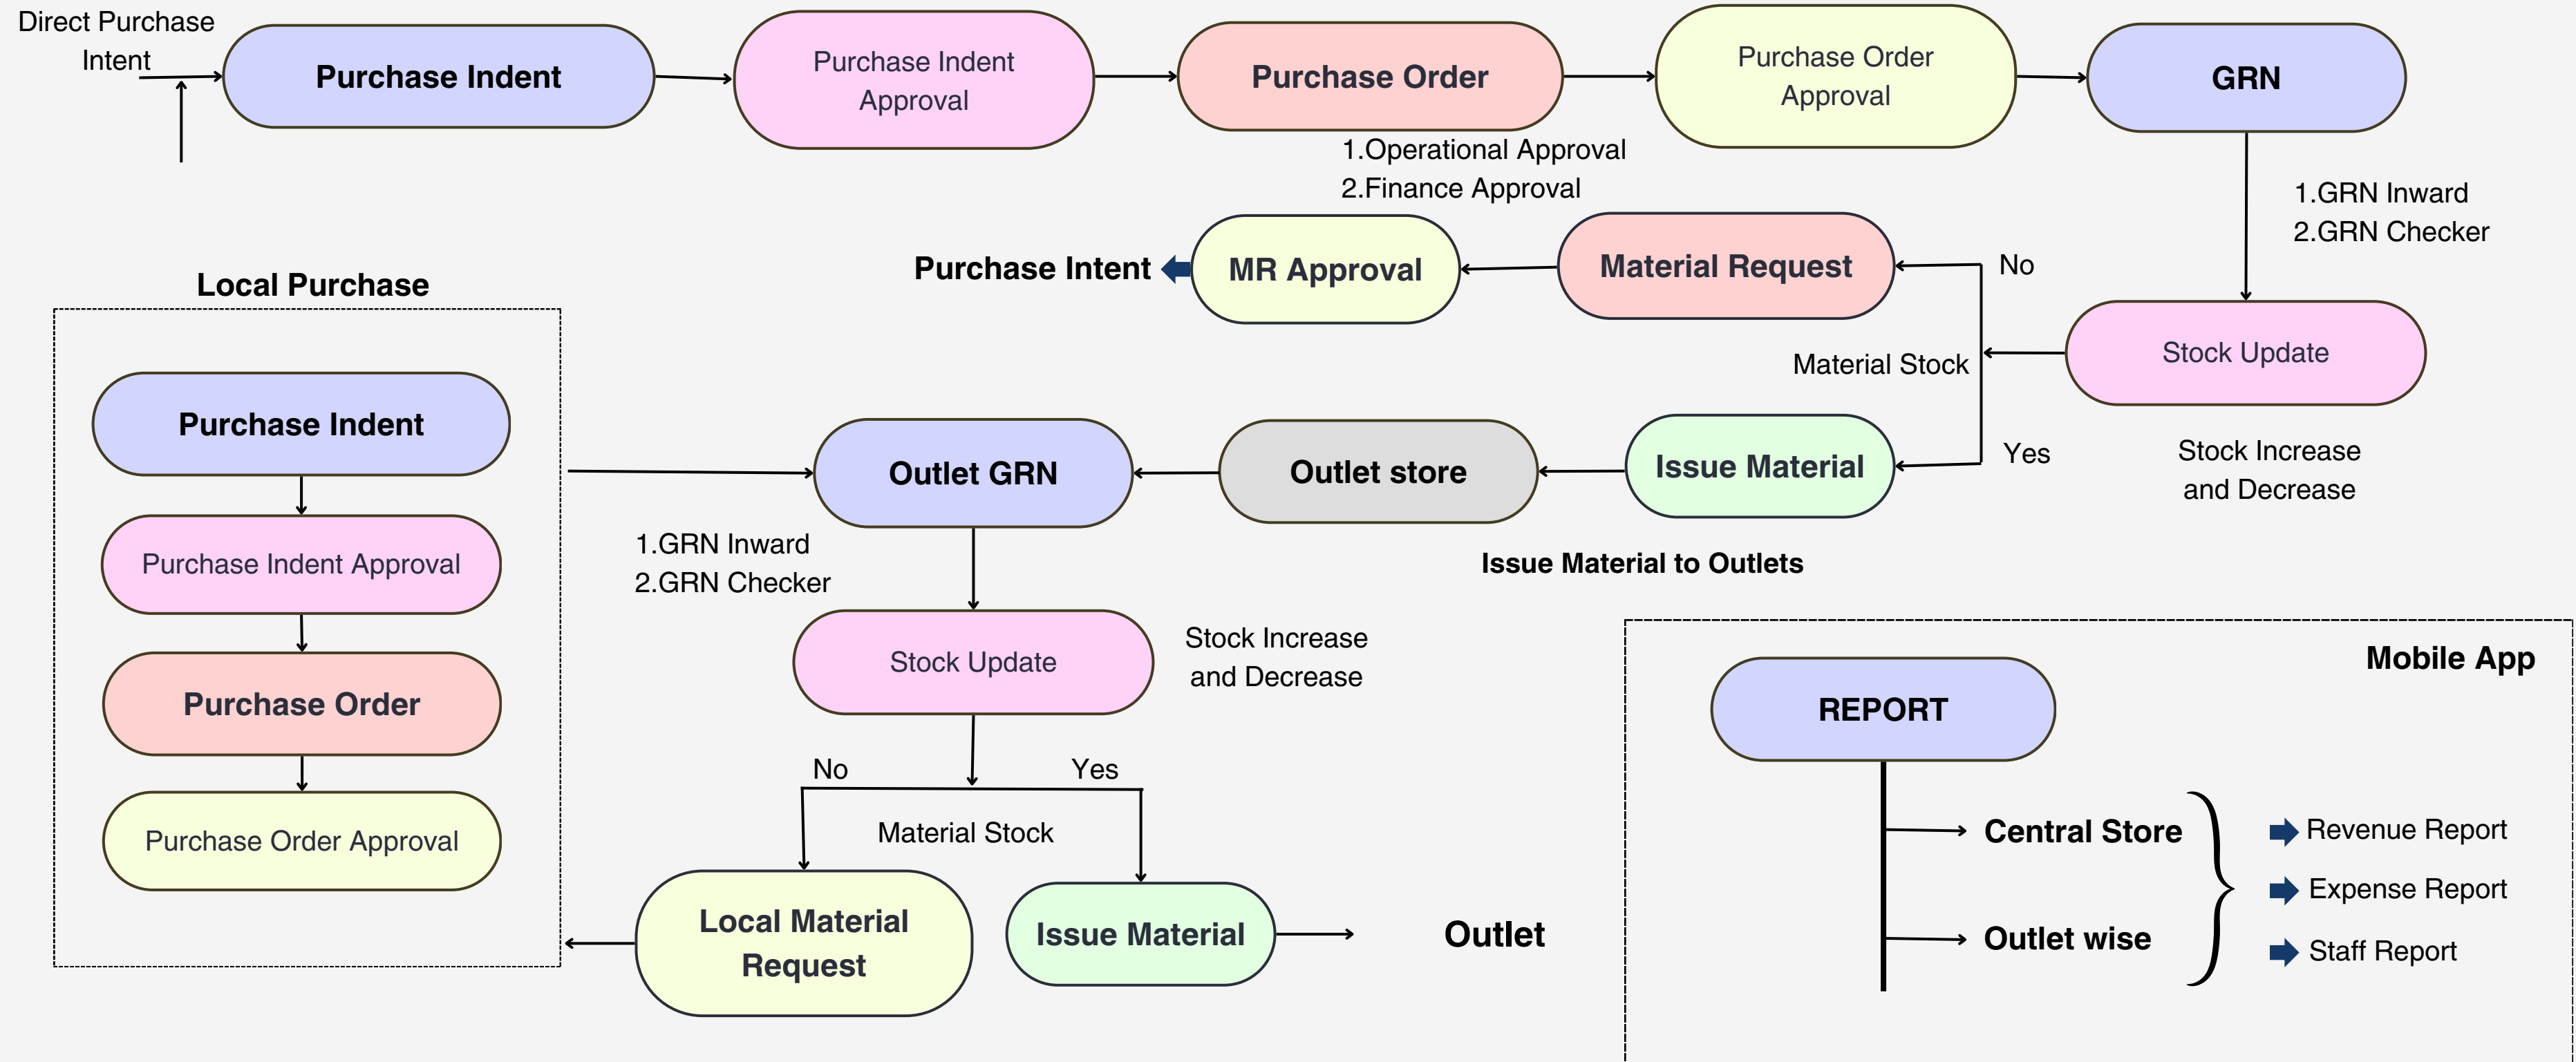 Direct Purchase
Intent
Purchase Indent
Purchase Indent
Approval
Purchase Order
Purchase Order
Approval
GRN
1.Operational Approval
2.Finance Approval
1.GRN Inward
2.GRN Checker
Purchase Intent
MR Approval
Material Request
No
Material Stock
Stock Update
Yes
Stock Increase
and Decrease
Local Purchase
Purchase Indent
Purchase Indent Approval
Purchase Order
Purchase Order Approval
Outlet GRN
Outlet store
Issue Material
1.GRN Inward
2.GRN Checker
Issue Material to Outlets
Stock Update
Stock Increase
and Decrease
No
Yes
Material Stock
Local Material
Request
Issue Material
Outlet
Mobile App
REPORT
Central Store
Outlet wise
Revenue Report
Expense Report
Staff Report